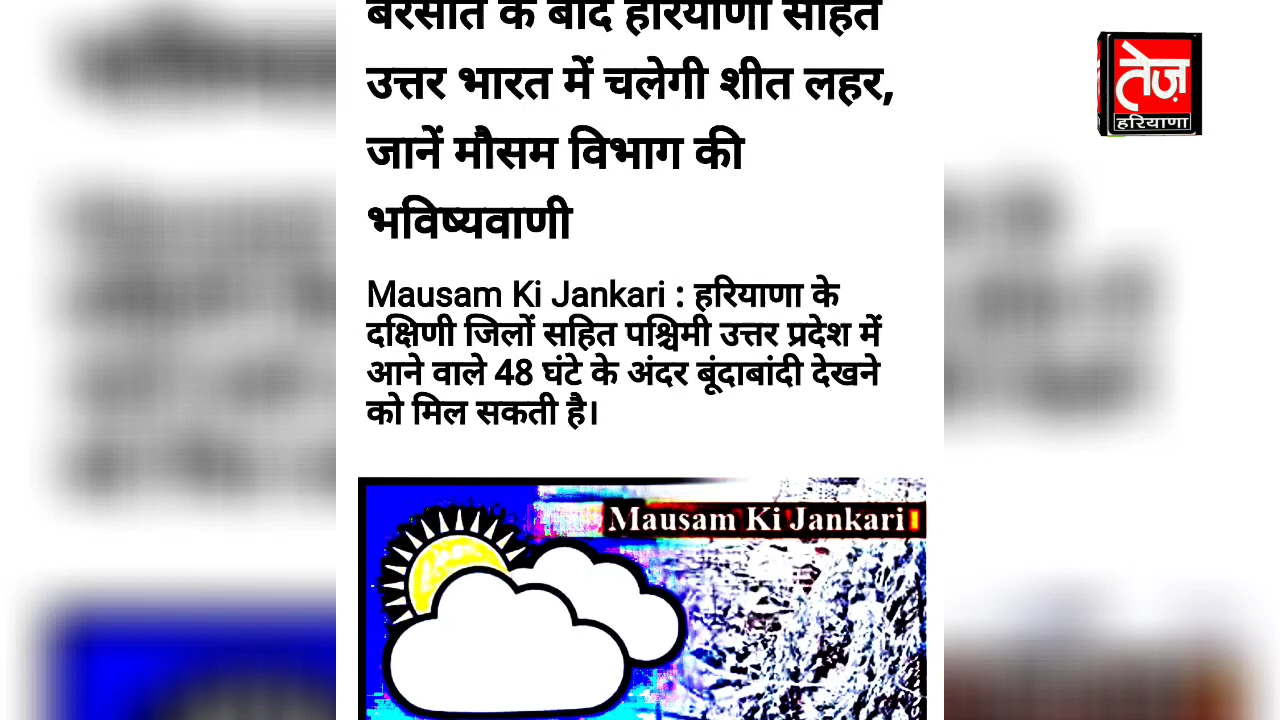 बरसात के बाद हरियाणा सहित
उत्तर भारत में चलेगी शीत लहर,
जानें मौसम विभाग की
भविष्यवाणी
Mausam Ki Jankari : हरियाणा के
दक्षिणी जिलों सहित पश्चिमी उत्तर प्रदेश में
आने वाले 48 घंटे के अंदर बूंदाबांदी देखने
को मिल सकती है।
Mausam Ki Jankari
तेज़
हरियाणा